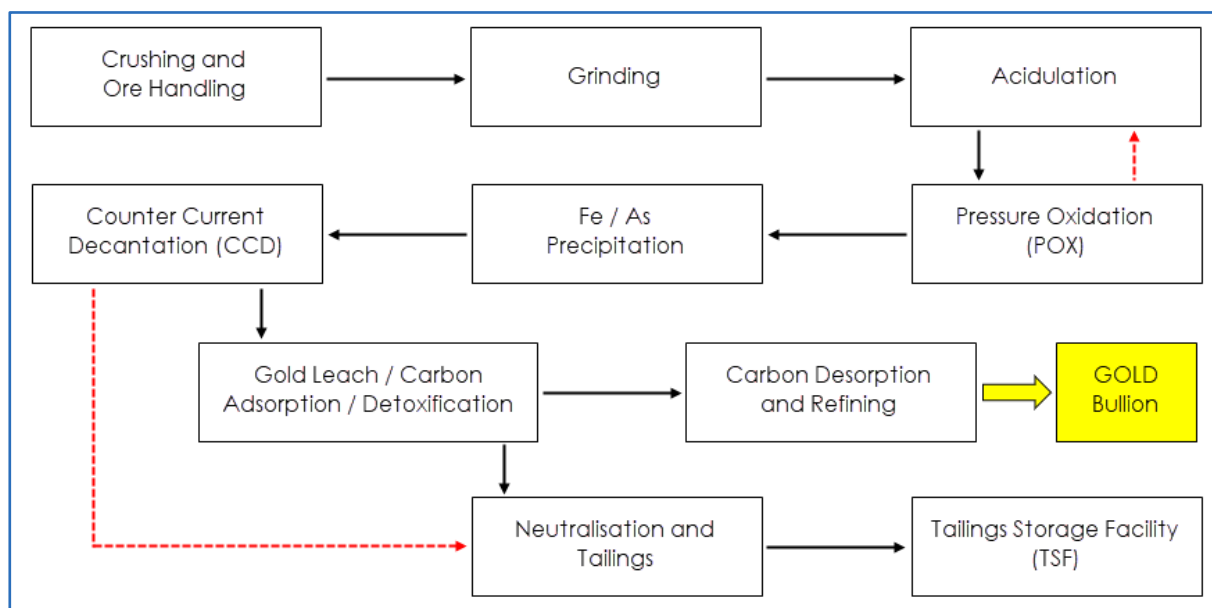 Crushing and
Ore Handling
Grinding
Acidulation
Counter Current
Decantation (CCD)
Fe / As
Precipitation
Pressure Oxidation
(POX)
Gold Leach / Carbon
Adsorption / Detoxification
Carbon Desorption
and Refining
GOLD
Bullion
Neutralisation and
Tailings
Tailings Storage Facility
(TSF)